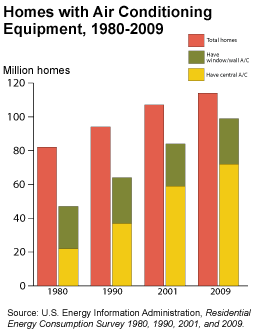 Homes with Air Conditioning
Equipment, 1980-2009
Total homes
Have
window/wall A/C
Have central A/C
Million homes
120
100
80
60
40
20
0
1980
1990
2001
2009
Source: U.S. Energy Information Administration, Residential
Energy Consumption Survey 1980, 1990, 2001, and 2009.